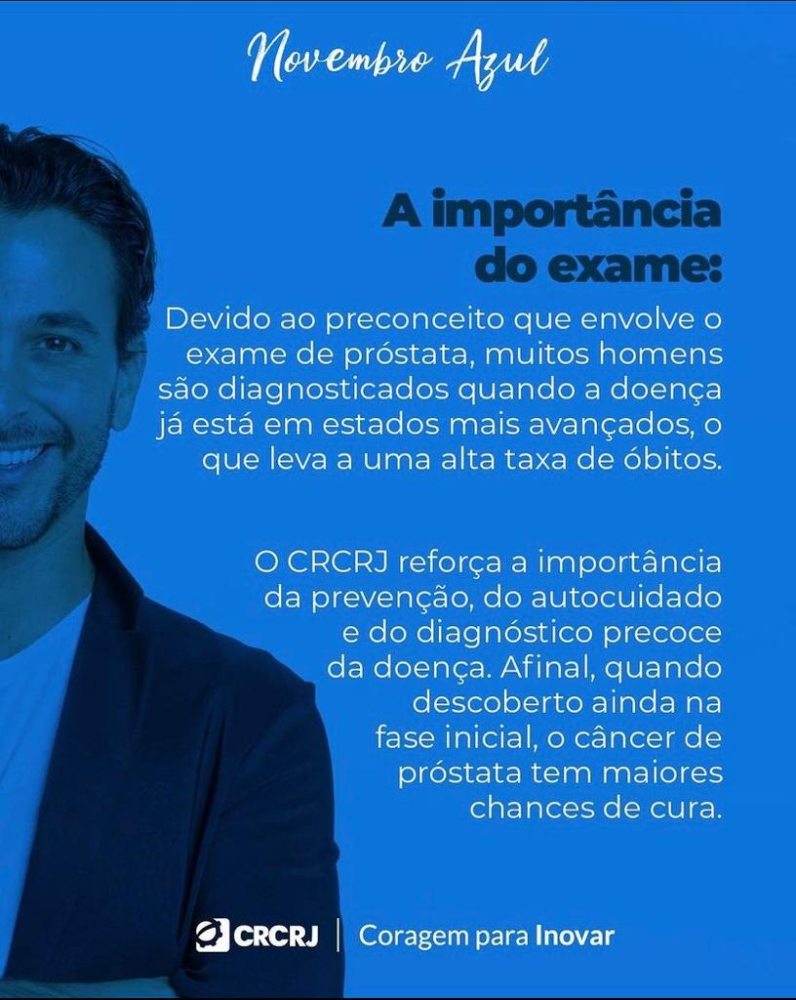 Novembro Azul
A importância
do exame:
Devido ao preconceito que envolve o
exame de próstata, muitos homens
são diagnosticados quando a doença
já está em estados mais avançados, o
que leva a uma alta taxa de óbitos.
O CRCRJ reforça a importância
da prevenção, do autocuidado
e do diagnóstico precoce
da doença. Afinal, quando
descoberto ainda na
fase inicial, o câncer de
próstata tem maiores
chances de cura.
CRCRJ | Coragem para Inovar